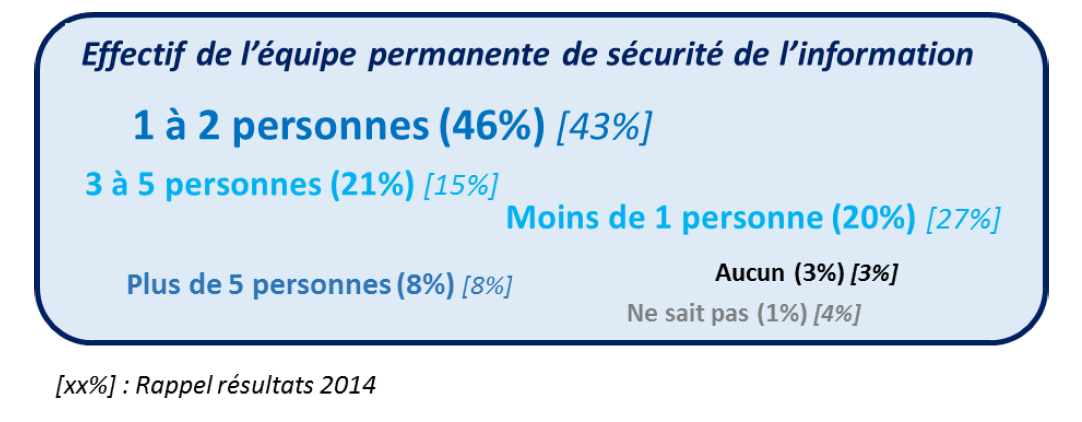 Effectif de l’équipe permanente de sécurité de l’information
1 à 2 personnes (46%) [43%]
3 à 5 personnes (21%) [15%]
Moins de 1 personne (20%) [27%]
Plus de 5 personnes (8%) [8%]
Aucun (3%) [3%]
Ne sait pas (1%) [4%]
[xx%] : Rappel résultats 2014